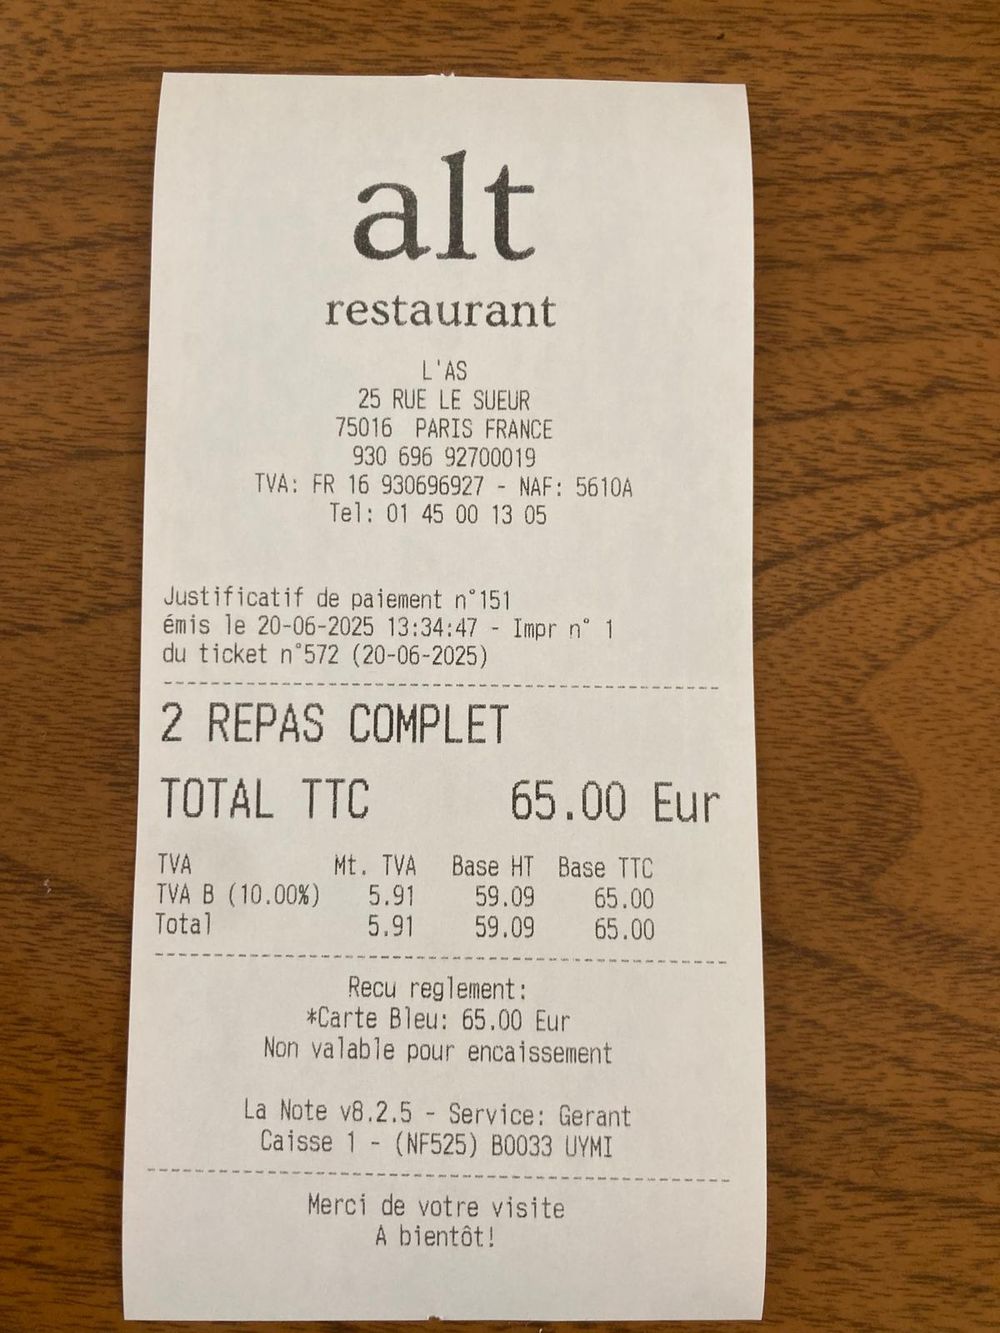 alt
restaurant
L'AS
25 RUE LE SUEUR
75016 PARIS FRANCE
930 696 92700019
TVA: FR 16 930696927 - NAF: 5610A
Tel: 01 45 00 13 05
Justificatif de paiement n°151
émis le 20-06-2025 13:34:47 - Impr n° 1
du ticket n°572 (20-06-2025)
2 REPAS COMPLET
TOTAL TTC 65.00 Eur
TVA Mt. TVA Base HT Base TTC
TVA B (10.00%) 5.91 59.09 65.00
Total 5.91 59.09 65.00
Recu reglement:
*Carte Bleu: 65.00 Eur
Non valable pour encaissement
La Note v8.2.5 - Service: Gerant
Caisse 1 - (NF525) B0033 UYMI
Merci de votre visite
A bientôt!